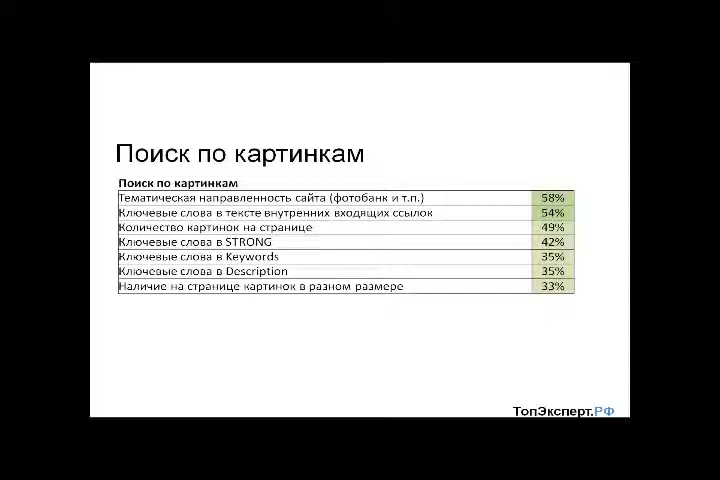 Поиск по картинкам
Поиск по картинкам
Тематическая направленность сайта (фотобанк и т.п.) 58%
Ключевые слова в тексте внутренних входящих ссылок 54%
Количество картинок на странице 49%
Ключевые слова в STRONG 42%
Ключевые слова в Keywords 35%
Ключевые слова в Description 35%
Наличие на странице картинок в разном размере 33%
ТопЭксперт.РФ